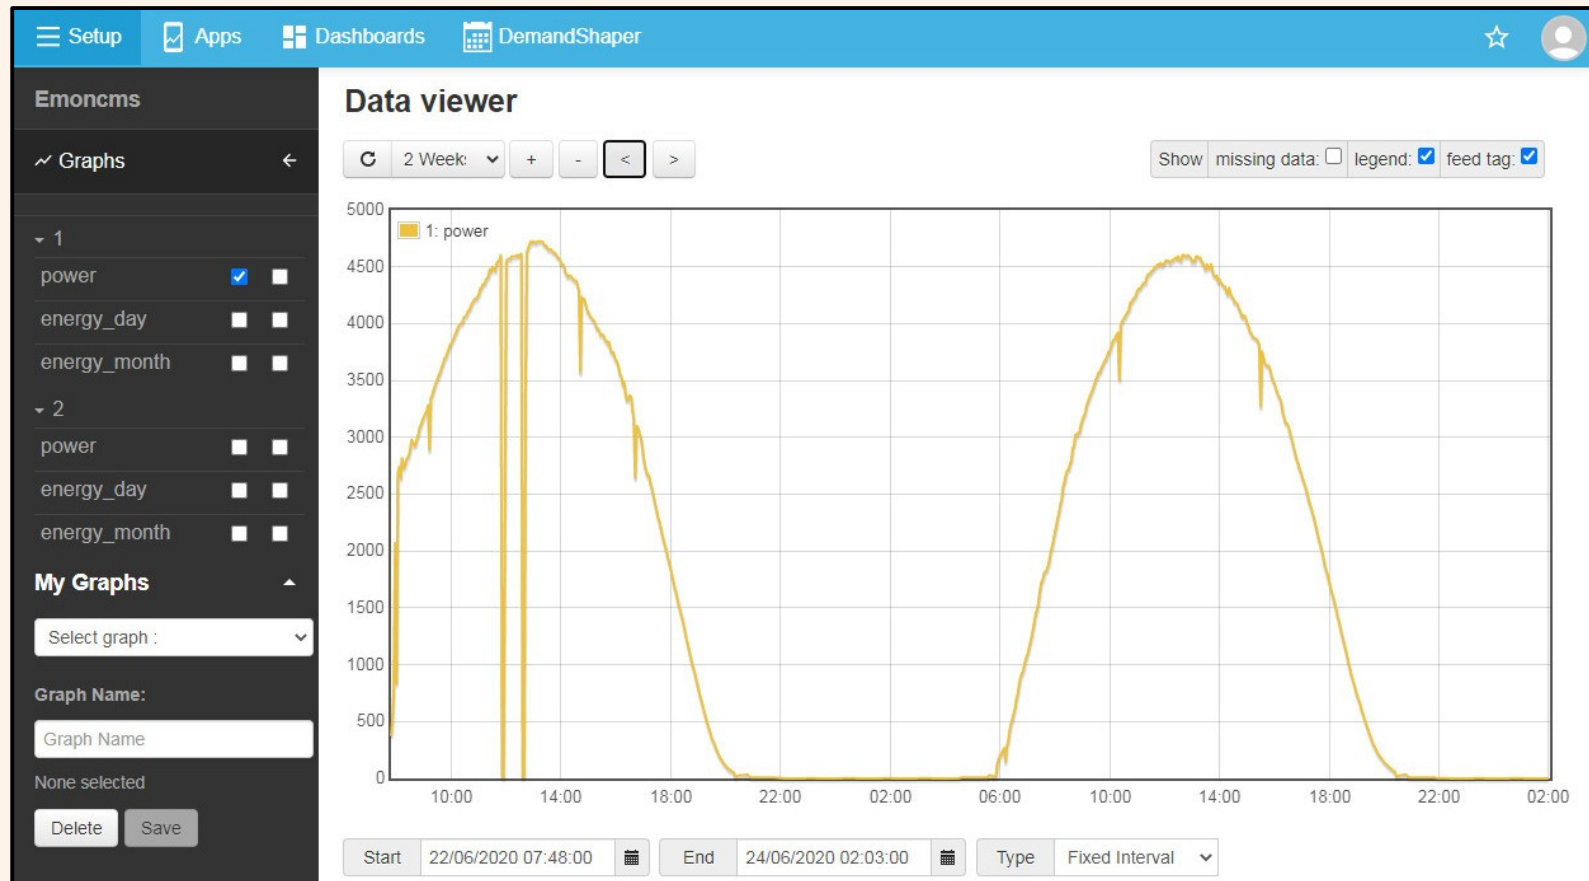 Setup Apps Dashboards DemandShaper
Emoncms
Graphs
1
power
energy_day
energy_month
2
power
energy_day
energy_month
My Graphs
Select graph :
Graph Name:
Graph Name
None selected
Delete Save
Data viewer
2 Week + - < >
Show missing data: legend: feed tag:
1: power
5000
4500
4000
3500
3000
2500
2000
1500
1000
500
0
10:00 14:00 18:00 22:00 02:00 06:00 10:00 14:00 18:00 22:00 02:00
Start 22/06/2020 07:48:00 End 24/06/2020 02:03:00 Type Fixed Interval